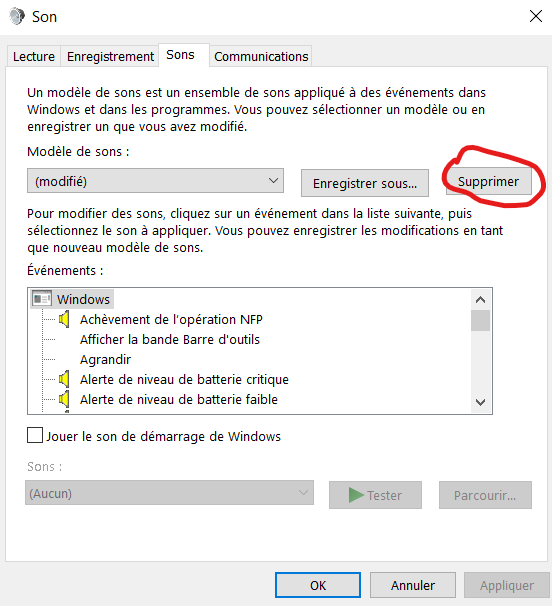 Son
Lecture Enregistrement Sons Communications
Un modèle de sons est un ensemble de sons appliqué à des événements dans
Windows et dans les programmes. Vous pouvez sélectionner un modèle ou en
enregistrer un que vous avez modifié.
Modèle de sons :
(modifié) Enregistrer sous... Supprimer
Pour modifier des sons, cliquez sur un événement dans la liste suivante, puis
sélectionnez le son à appliquer. Vous pouvez enregistrer les modifications en tant
que nouveau modèle de sons.
Événements :
Windows
Achèvement de l'opération NFP
Afficher la bande Barre d'outils
Agrandir
Alerte de niveau de batterie critique
Alerte de niveau de batterie faible
Jouer le son de démarrage de Windows
Sons :
(Aucun) Tester Parcourir...
OK Annuler Appliquer